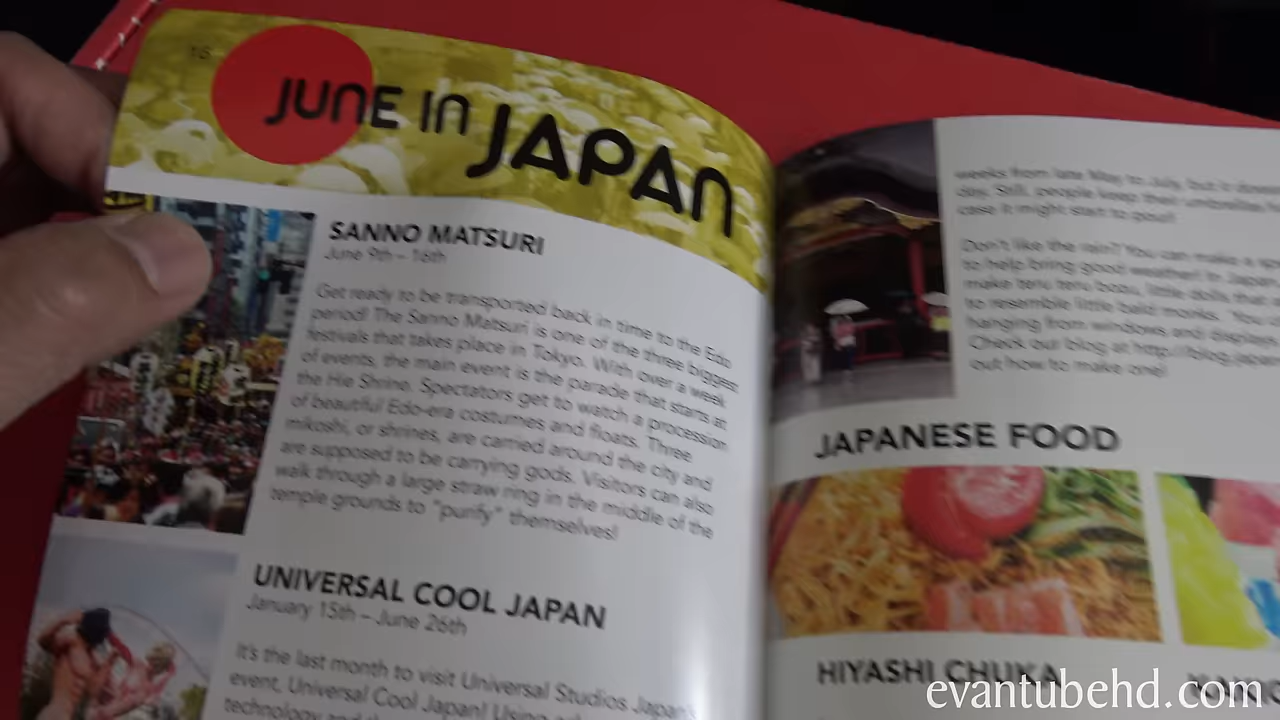 16
JUNE IN JAPAN
SANNO MATSURI
June 9th – 16th
Get ready to be transported back in time to the Edo
period! The Sanno Matsuri is one of the three biggest
festivals that takes place in Tokyo. With over a week
of events, the main event is the parade that starts at
the Hie Shrine. Spectators get to watch a procession
of beautiful Edo-era costumes and floats. Three
mikoshi, or shrines, are carried around the city and
are supposed to be carrying gods. Visitors can also
walk through a large straw ring in the middle of the
temple grounds to "purify" themselves!
UNIVERSAL COOL JAPAN
January 15th – June 26th
It's the last month to visit Universal Studios Japan's
event, Universal Cool Japan! Using
technology and the
weeks from late May to July, but it
day. Still, people keep their umbrellas
case it might start to pour!
Don't like the rain? You can make a
to help bring good weather! In
make teru teru bozu, little dolls that
to resemble little bald monks. You
hanging from windows and
Check out our blog at http://blog.
out how to make one!
JAPANESE FOOD
HIYASHI CHUKA
evantubehd.com